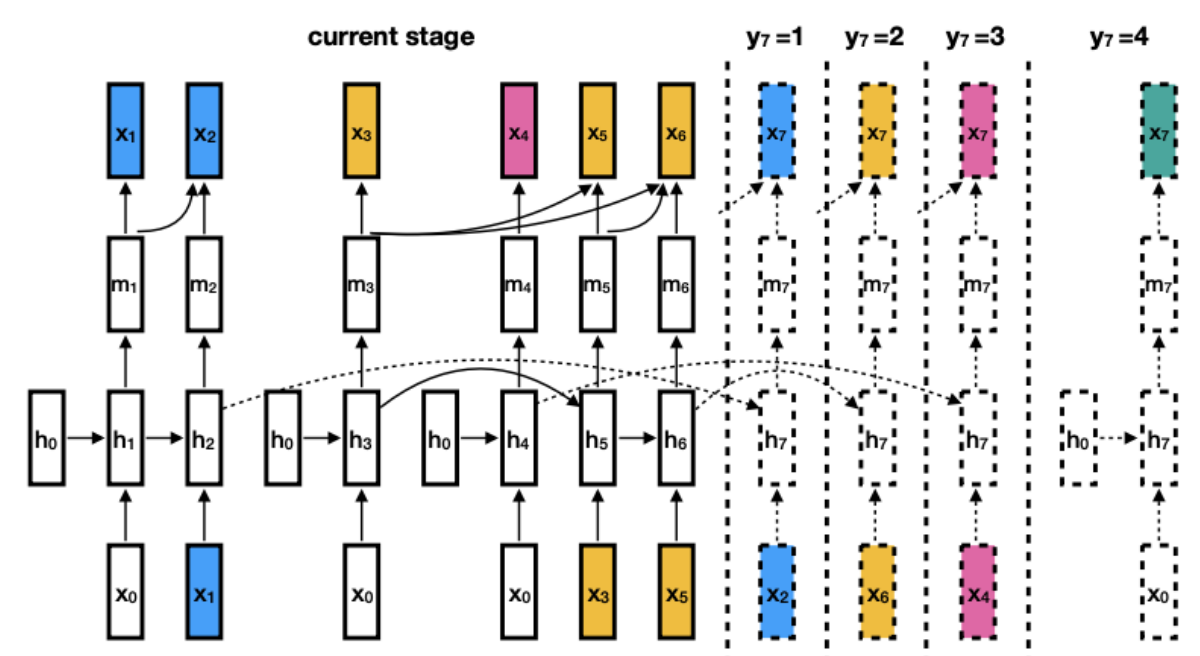 current stage y₇=1 y₇=2 y₇=3 y₇=4
x₁ x₂ x₃ x₄ x₅ x₆ x₇ x₇ x₇ x₇
m₁ m₂ m₃ m₄ m₅ m₆ m₇ m₇ m₇ m₇
h₀ h₁ h₂ h₀ h₃ h₀ h₄ h₅ h₆ h₇ h₇ h₇ h₀ h₇
x₀ x₁ x₀ x₀ x₃ x₅ x₂ x₆ x₄ x₀